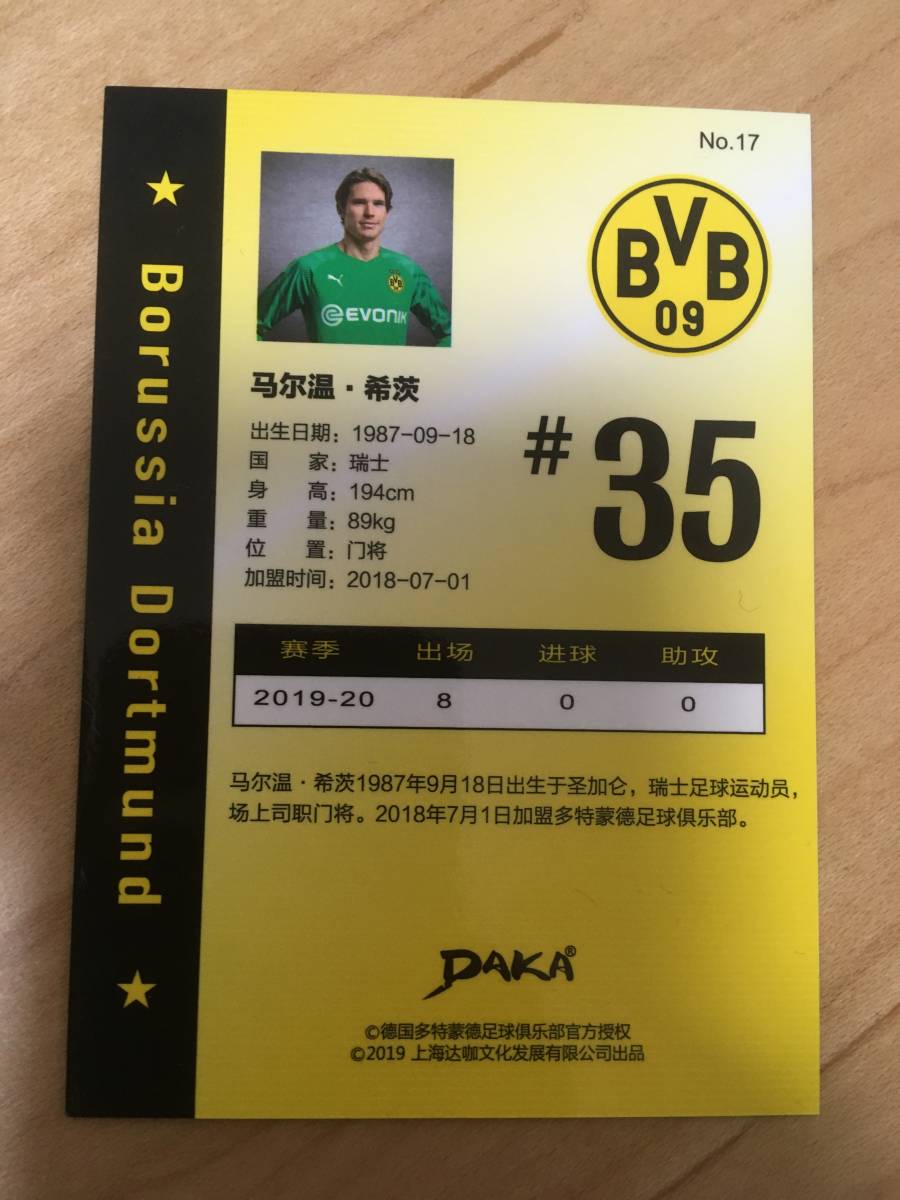 No.17
BVB
09
EVONIK
BVB
09
马尔温·希茨
出生日期：1987-09-18
国 家：瑞士
身 高：194cm
重 量：89kg
位 置：门将
加盟时间：2018-07-01
#35
赛季 出场 进球 助攻
2019-20 8 0 0
马尔温·希茨1987年9月18日出生于圣加仑，瑞士足球运动员，
场上司职门将。2018年7月1日加盟多特蒙德足球俱乐部。
DAKA®
©德国多特蒙德足球俱乐部官方授权
©2019 上海达咖文化发展有限公司出品
Borussia Dortmund